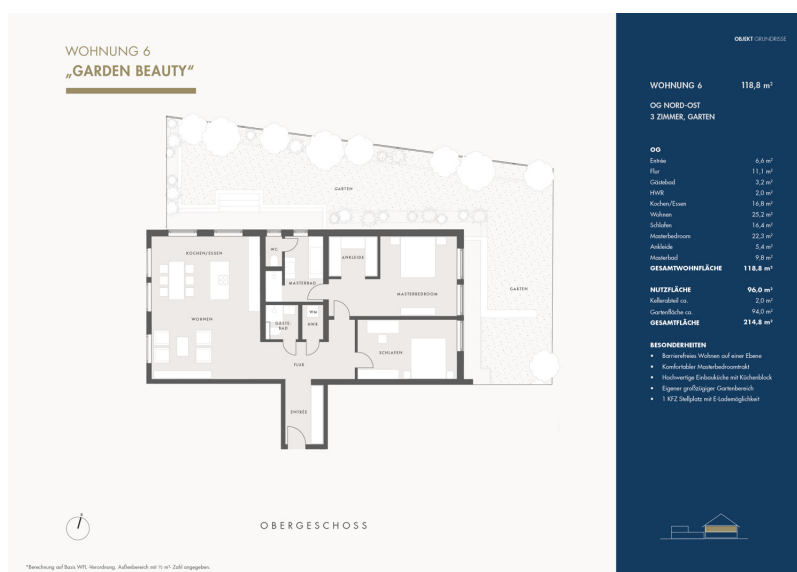 WOHNUNG 6
„GARDEN BEAUTY“
GARTEN
KOCHEN/ESSEN
WC
ANKLEIDE
MASTERBAD
MASTERBEDROOM
GARTEN
WOHNEN
GÄSTE-
BAD
WM
HWR
SCHLAFEN
FLUR
ENTRÉE
OBERGESCHOSS
*Berechnung auf Basis WFL-Verordnung. Außenbereich mit ½ m²- Zahl angegeben.
OBJEKT GRUNDRISSE
WOHNUNG 6 118,8 m²
OG NORD-OST
3 ZIMMER, GARTEN
OG
Entrée 6,6 m²
Flur 11,1 m²
Gästebad 3,2 m²
HWR 2,0 m²
Kochen/Essen 16,8 m²
Wohnen 25,2 m²
Schlafen 16,4 m²
Masterbedroom 22,3 m²
Ankleide 5,4 m²
Masterbad 9,8 m²
GESAMTWOHNFLÄCHE 118,8 m²
NUTZFLÄCHE 96,0 m²
Kellerabteil ca. 2,0 m²
Gartenfläche ca. 94,0 m²
GESAMTFLÄCHE 214,8 m²
BESONDERHEITEN
• Barrierefreies Wohnen auf einer Ebene
• Komfortabler Masterbedroomtrakt
• Hochwertige Einbauküche mit Küchenblock
• Eigener großzügiger Gartenbereich
• 1 KFZ Stellplatz mit E-Lademöglichkeit